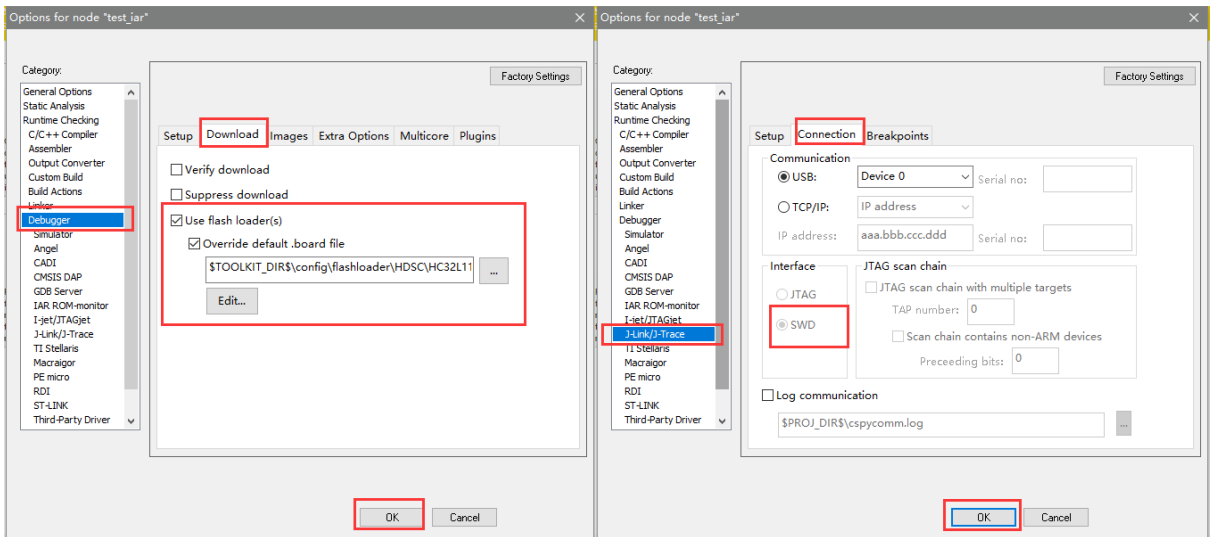 Options for node "test_iar"
Category:
Factory Settings
General Options
Static Analysis
Runtime Checking
C/C++ Compiler
Assembler
Output Converter
Custom Build
Build Actions
Linker
Debugger
Simulator
Angel
CADI
CMSIS DAP
GDB Server
IAR ROM-monitor
I-jet/JTAGjet
J-Link/J-Trace
TI Stellaris
Macraigor
PE micro
RDI
ST-LINK
Third-Party Driver
Setup Download Images Extra Options Multicore Plugins
Verify download
Suppress download
Use flash loader(s)
Override default .board file
$TOOLKIT_DIR$\config\flashloader\HDSC\HC32L11
...
Edit...
OK Cancel
Options for node "test_iar"
Category:
Factory Settings
General Options
Static Analysis
Runtime Checking
C/C++ Compiler
Assembler
Output Converter
Custom Build
Build Actions
Linker
Debugger
Simulator
Angel
CADI
CMSIS DAP
GDB Server
IAR ROM-monitor
I-jet/JTAGjet
J-Link/J-Trace
TI Stellaris
Macraigor
PE micro
RDI
ST-LINK
Third-Party Driver
Setup Connection Breakpoints
Communication
USB: Device 0 Serial no:
TCP/IP: IP address
IP address: aaa.bbb.ccc.ddd Serial no:
Interface
JTAG
SWD
JTAG scan chain
JTAG scan chain with multiple targets
TAP number: 0
Scan chain contains non-ARM devices
Preceeding bits: 0
Log communication
$PROJ_DIR$\cspycomm.log
...
OK Cancel